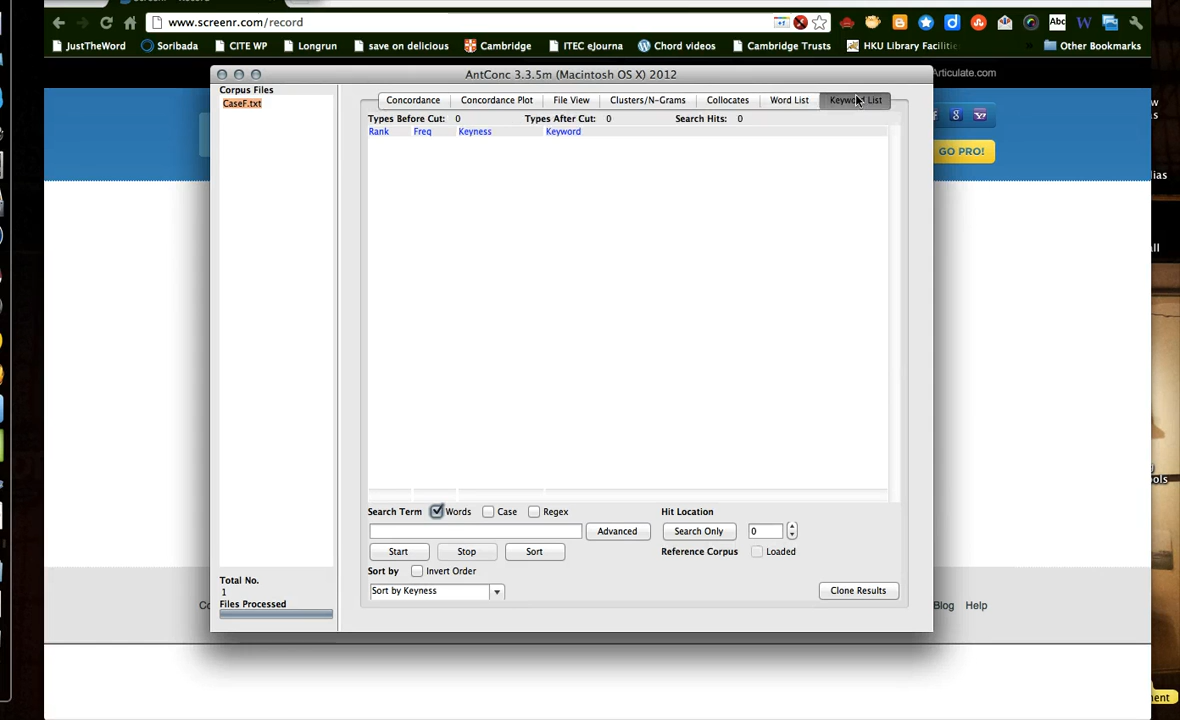 www.screenr.com/record
JustTheWord Soribada CITE WP Longrun save on delicious Cambridge ITEC eJourna Chord videos Cambridge Trusts HKU Library Facilitie Other Bookmarks
AntConc 3.3.5m (Macintosh OS X) 2012
Articulate.com
Corpus Files
CaseF.txt
Concordance Concordance Plot File View Clusters/N-Grams Collocates Word List Keyword List
Types Before Cut: 0 Types After Cut: 0 Search Hits: 0
Rank Freq Keyness Keyword
GO PRO!
Search Term Words Case Regex Hit Location
Advanced Search Only 0
Start Stop Sort Reference Corpus Loaded
Sort by Invert Order
Total No.
1
Sort by Keyness Clone Results
Files Processed
Blog Help